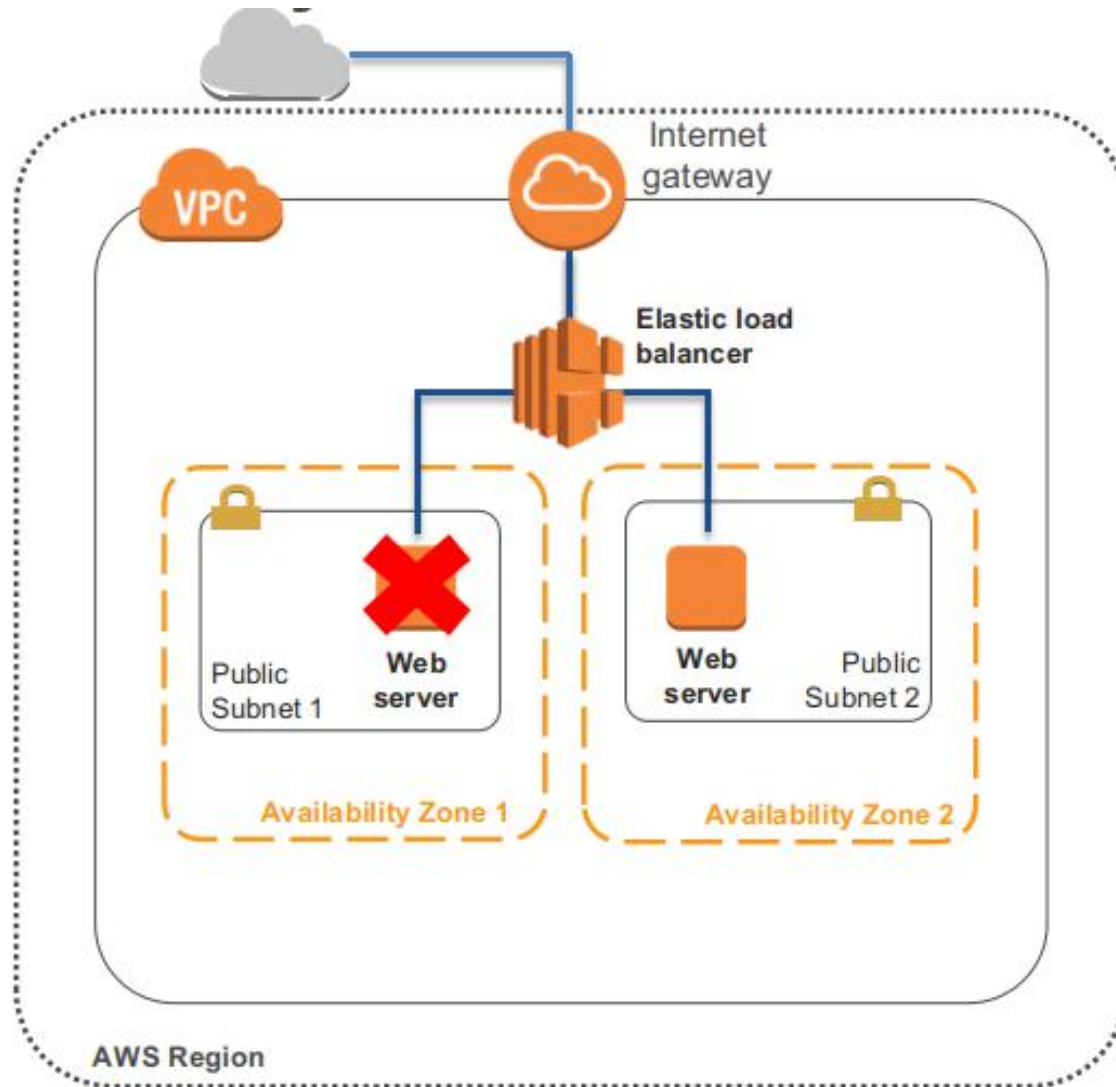 Internet
gateway
VPC
Elastic load
balancer
Public
Subnet 1
Web
server
Web
server
Public
Subnet 2
Availability Zone 1
Availability Zone 2
AWS Region